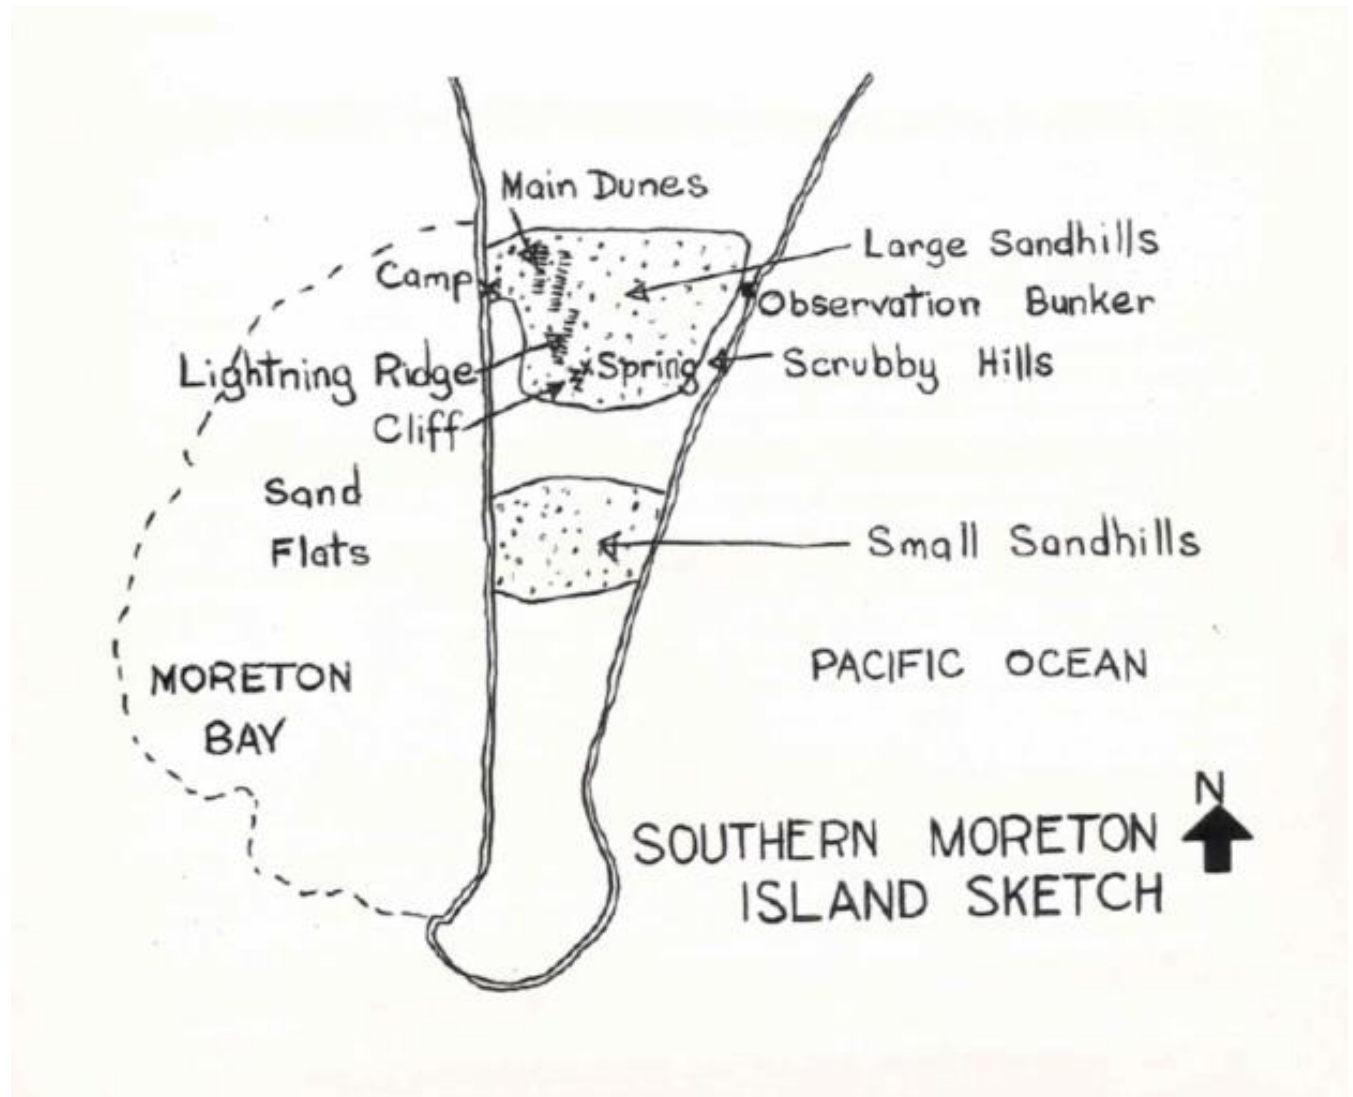 Main Dunes
Large Sandhills
Camp
Observation Bunker
Lightning Ridge
Spring
Scrubby Hills
Cliff
Sand
Flats
Small Sandhills
MORETON
BAY
PACIFIC OCEAN
N
SOUTHERN MORETON
ISLAND SKETCH